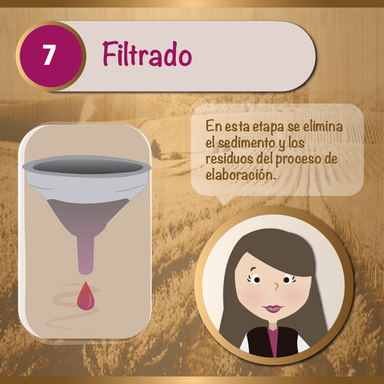 7
Filtrado
En esta etapa se elimina
el sedimento y los
residuos del proceso de
elaboración.